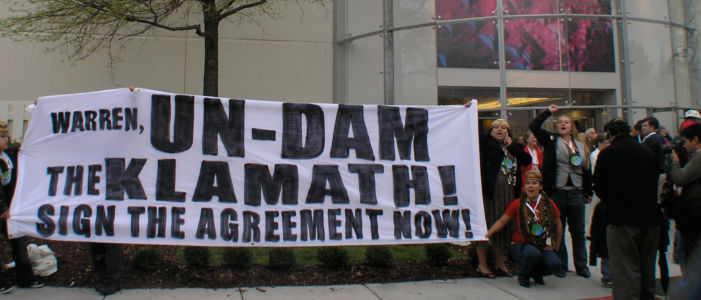 WARREN, UN-DAM
THE KLAMATH!
SIGN THE AGREEMENT NOW!